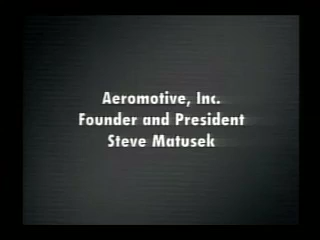 Aeromotive, Inc.
Founder and President
Steve Matusek